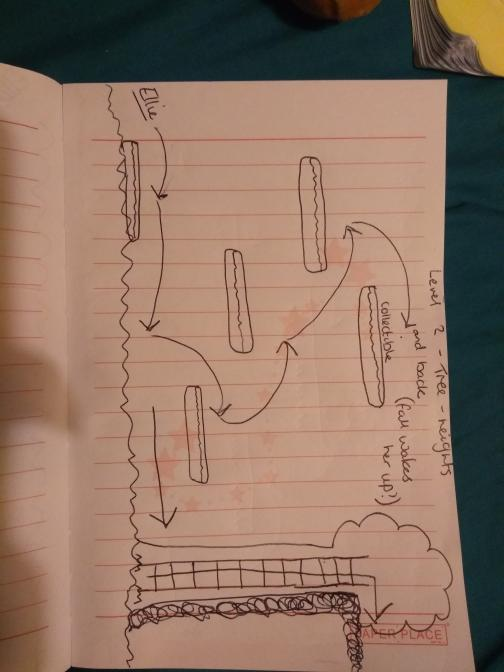 Level 2 - Tree - heights
and back
(fall wakes
her up?)
collectible
Ellie
APER PLACE